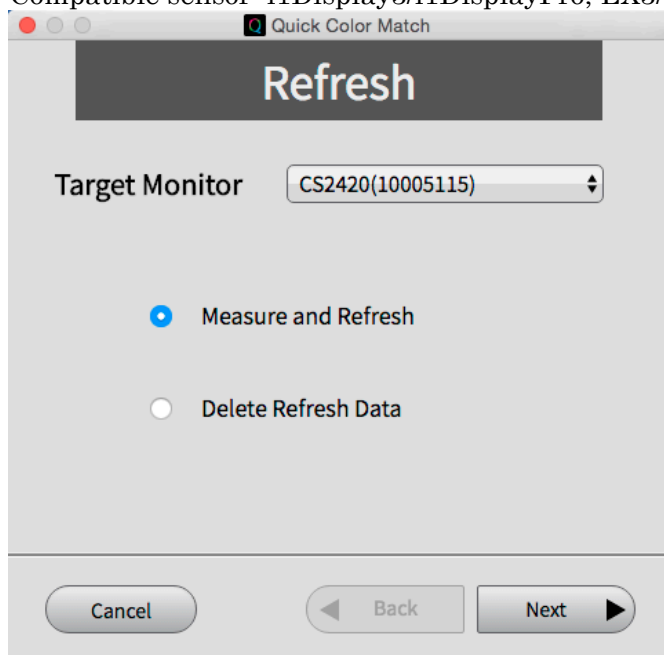 Quick Color Match
Refresh
Target Monitor CS2420(10005115)
Measure and Refresh
Delete Refresh Data
Cancel Back Next